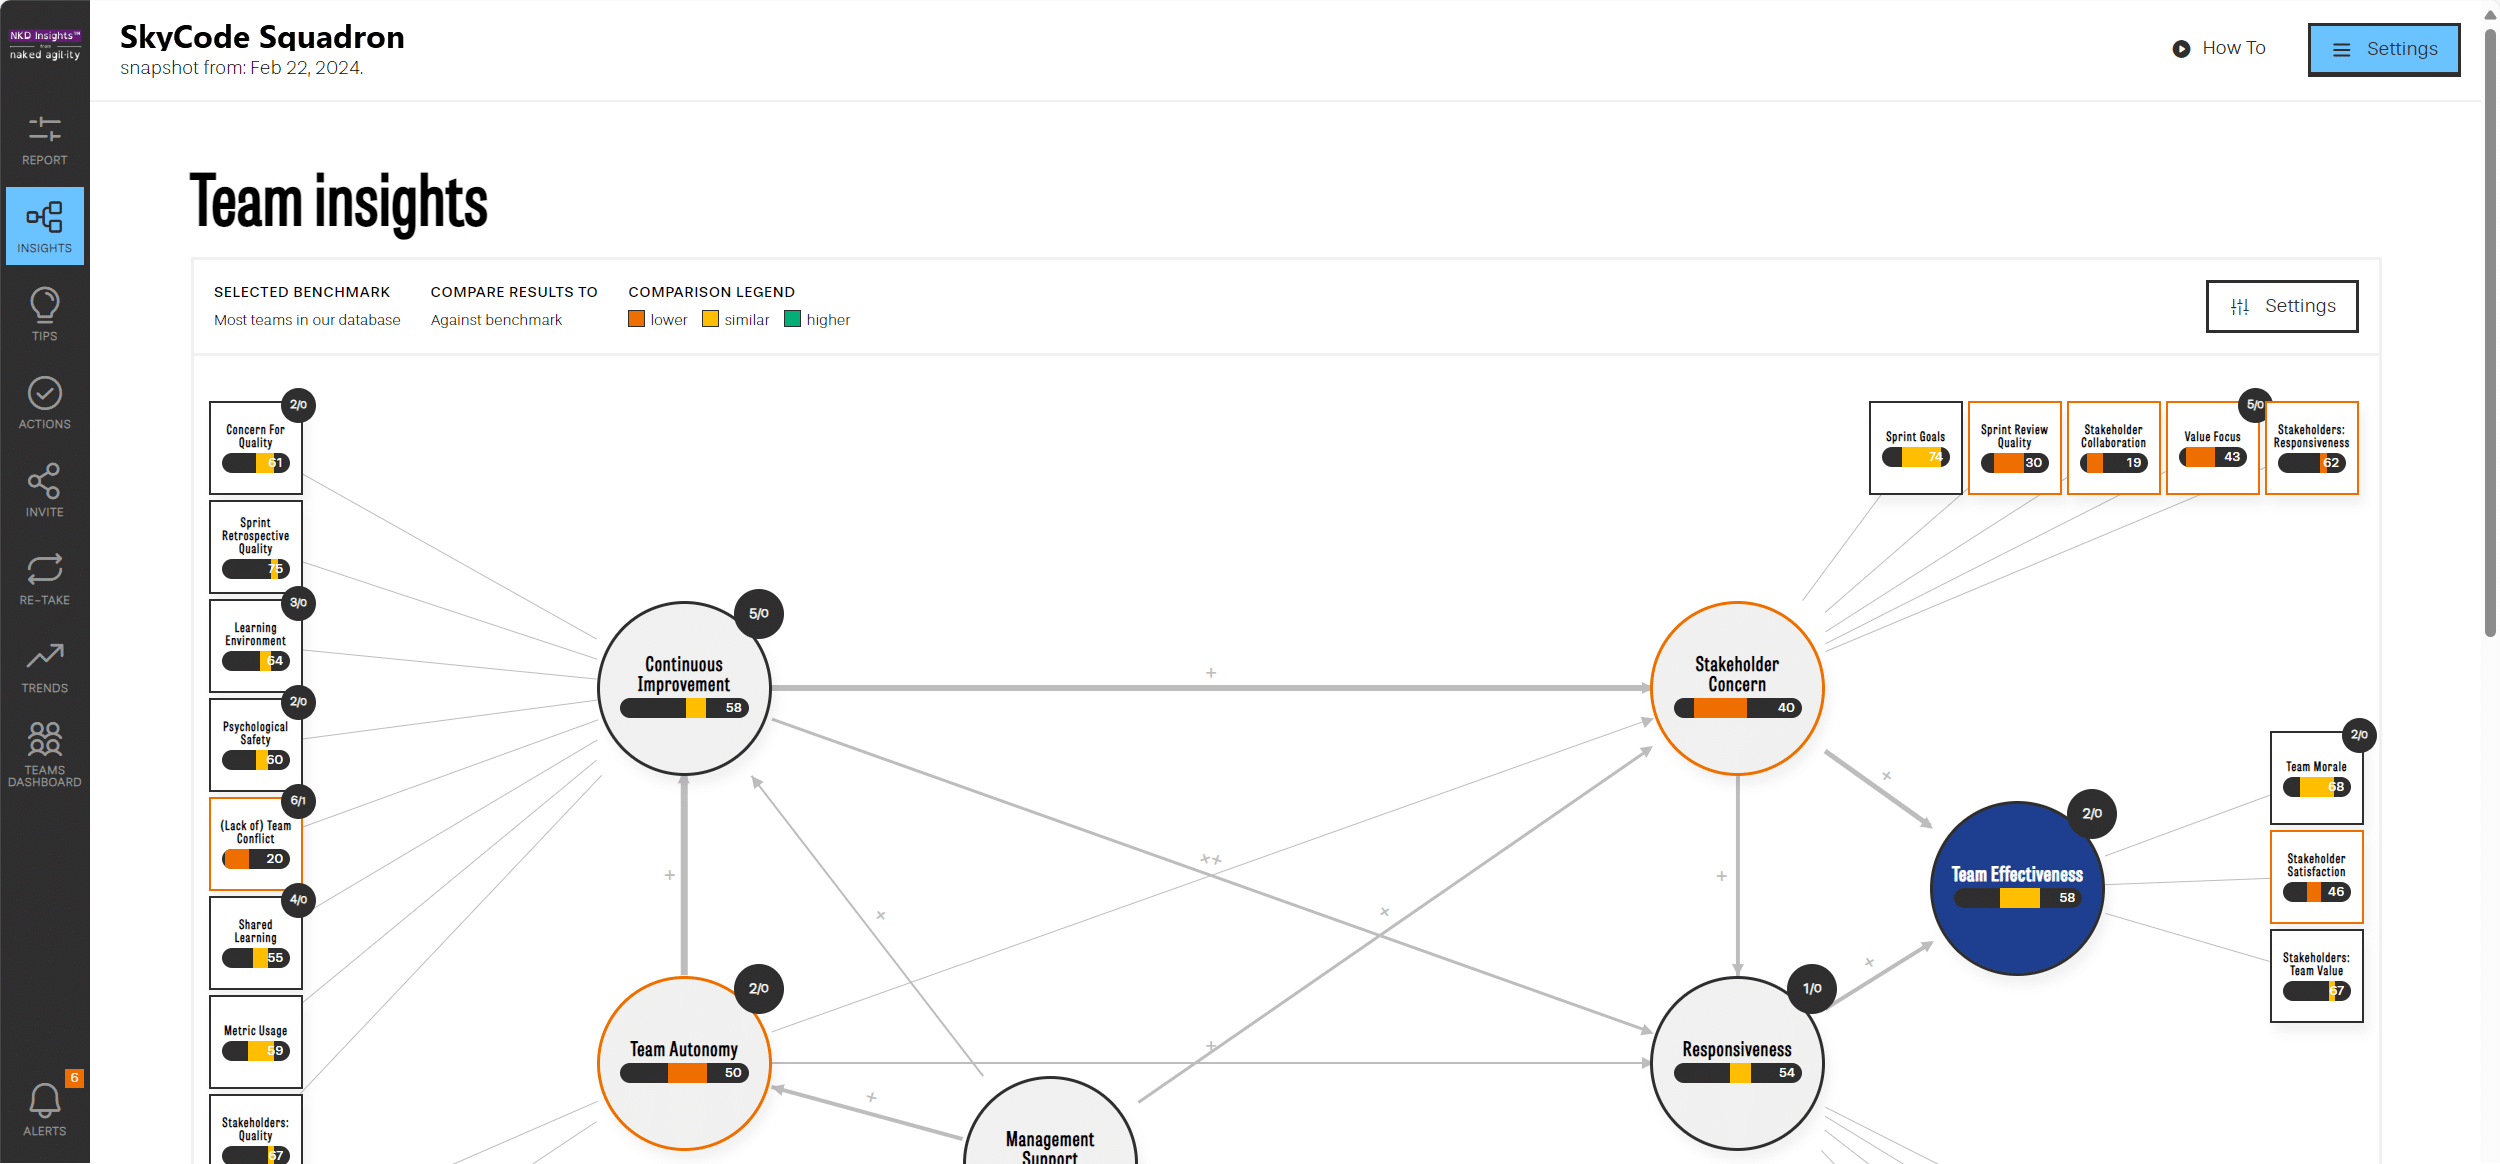 NKD Insights™
from
naked agility
SkyCode Squadron
snapshot from: Feb 22, 2024.
How To
Settings
REPORT
INSIGHTS
TIPS
ACTIONS
INVITE
RE-TAKE
TRENDS
TEAMS
DASHBOARD
6
ALERTS
Team insights
SELECTED BENCHMARK
Most teams in our database
COMPARE RESULTS TO
Against benchmark
COMPARISON LEGEND
lower
similar
higher
Settings
2/0
Concern For
Quality
61
Sprint
Retrospective
Quality
75
3/0
Learning
Environment
64
2/0
Psychological
Safety
60
6/1
(Lack of) Team
Conflict
20
4/0
Shared
Learning
55
Metric Usage
59
Stakeholders:
Quality
67
5/0
Continuous
Improvement
58
2/0
Team Autonomy
50
Management
Support
Sprint Goals
74
Sprint Review
Quality
30
Stakeholder
Collaboration
19
5/0
Value Focus
43
Stakeholders:
Responsiveness
62
Stakeholder
Concern
40
1/0
Responsiveness
54
2/0
Team Effectiveness
58
2/0
Team Morale
68
Stakeholder
Satisfaction
46
Stakeholders:
Team Value
67
+
+
+
++
+
+
+
+
+
+
+